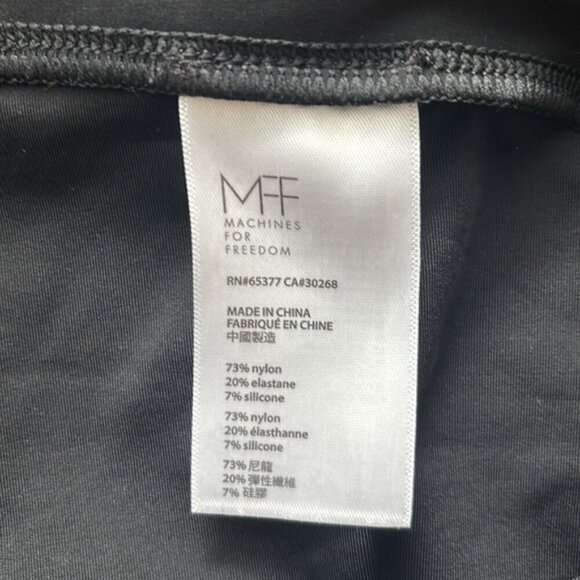 MFF
MACHINES
FOR
FREEDOM
RN#65377 CA#30268
MADE IN CHINA
FABRIQUÉ EN CHINE
中國製造
73% nylon
20% elastane
7% silicone
73% nylon
20% élasthanne
7% silicone
73% 尼龍
20% 彈性纖維
7% 硅膠